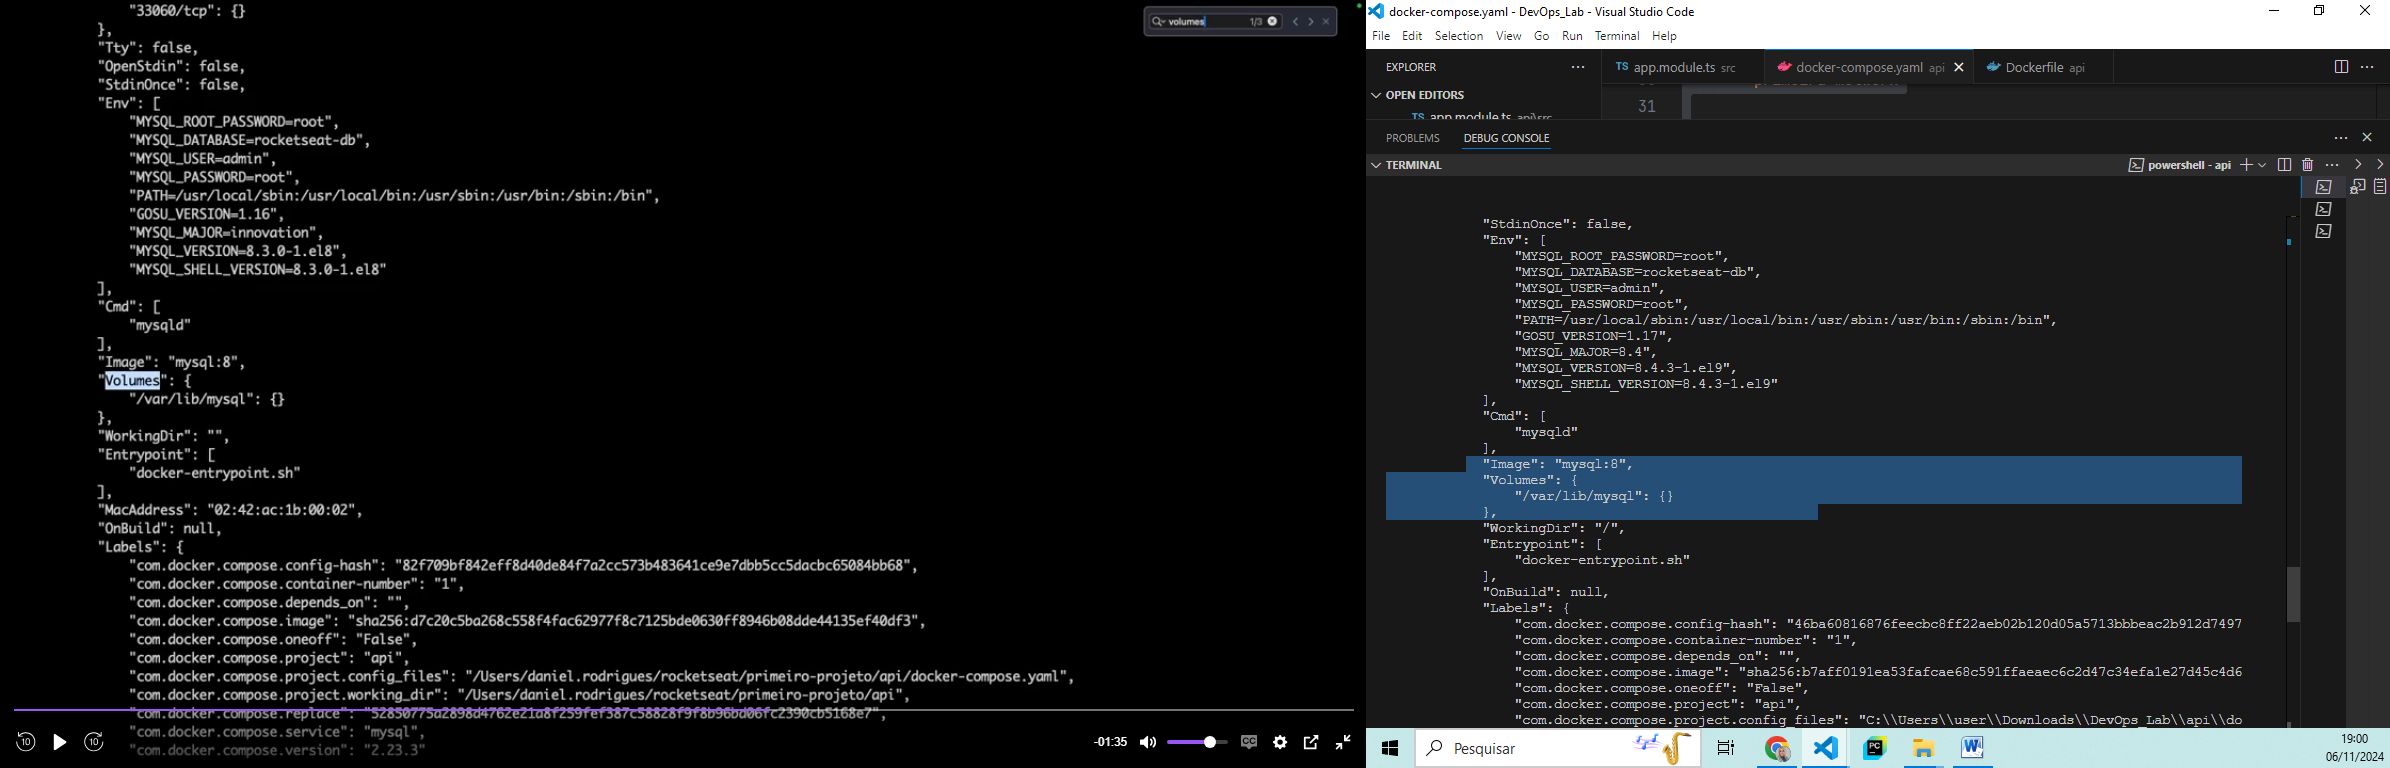 "33060/tcp": {}
},
"Tty": false,
"OpenStdin": false,
"StdinOnce": false,
"Env": [
"MYSQL_ROOT_PASSWORD=root",
"MYSQL_DATABASE=rocketseat-db",
"MYSQL_USER=admin",
"MYSQL_PASSWORD=root",
"PATH=/usr/local/sbin:/usr/local/bin:/usr/sbin:/usr/bin:/sbin:/bin",
"GOSU_VERSION=1.16",
"MYSQL_MAJOR=innovation",
"MYSQL_VERSION=8.3.0-1.el8",
"MYSQL_SHELL_VERSION=8.3.0-1.el8"
],
"Cmd": [
"mysqld"
],
"Image": "mysql:8",
"Volumes": {
"/var/lib/mysql": {}
},
"WorkingDir": "",
"Entrypoint": [
"docker-entrypoint.sh"
],
"MacAddress": "02:42:ac:1b:00:02",
"OnBuild": null,
"Labels": {
"com.docker.compose.config-hash": "82f709bf842eff8d40de84f7a2cc573b483641ce9e7dbb5cc5dacbc65084bb68",
"com.docker.compose.container-number": "1",
"com.docker.compose.depends_on": "",
"com.docker.compose.image": "sha256:d7c20c5ba268c558f4fac62977f8c7125bde0630ff8946b08dde44135ef40df3",
"com.docker.compose.oneoff": "False",
"com.docker.compose.project": "api",
"com.docker.compose.project.config_files": "/Users/daniel.rodrigues/rocketseat/primeiro-projeto/api/docker-compose.yaml",
"com.docker.compose.project.working_dir": "/Users/daniel.rodrigues/rocketseat/primeiro-projeto/api",
"com.docker.compose.replace": "52850775a2898d4762e21a8f259fef387c58828f9f8b96bd06fc2390cb5168e7",
"com.docker.compose.service": "mysql",
"com.docker.compose.version": "2.23.3"
volumes 1/3
10
10
-01:35
CC
docker-compose.yaml - DevOps_Lab - Visual Studio Code
File Edit Selection View Go Run Terminal Help
EXPLORER
TS app.module.ts src
docker-compose.yaml api
Dockerfile api
OPEN EDITORS
TS app.module.ts api\src
31
PROBLEMS DEBUG CONSOLE
TERMINAL
powershell - api
"StdinOnce": false,
"Env": [
"MYSQL_ROOT_PASSWORD=root",
"MYSQL_DATABASE=rocketseat-db",
"MYSQL_USER=admin",
"MYSQL_PASSWORD=root",
"PATH=/usr/local/sbin:/usr/local/bin:/usr/sbin:/usr/bin:/sbin:/bin",
"GOSU_VERSION=1.17",
"MYSQL_MAJOR=8.4",
"MYSQL_VERSION=8.4.3-1.el9",
"MYSQL_SHELL_VERSION=8.4.3-1.el9"
],
"Cmd": [
"mysqld"
],
"Image": "mysql:8",
"Volumes": {
"/var/lib/mysql": {}
},
"WorkingDir": "/",
"Entrypoint": [
"docker-entrypoint.sh"
],
"OnBuild": null,
"Labels": {
"com.docker.compose.config-hash": "46ba60816876feecbc8ff22aeb02b120d05a5713bbbeac2b912d7497
"com.docker.compose.container-number": "1",
"com.docker.compose.depends_on": "",
"com.docker.compose.image": "sha256:b7aff0191ea53fafcae68c591ffaeaec6c2d47c34efa1e27d45c4d6
"com.docker.compose.oneoff": "False",
"com.docker.compose.project": "api",
"com.docker.compose.project.config_files": "C:\\Users\\user\\Downloads\\DevOps_Lab\\api\\do
Pesquisar
PC
W
19:00
06/11/2024